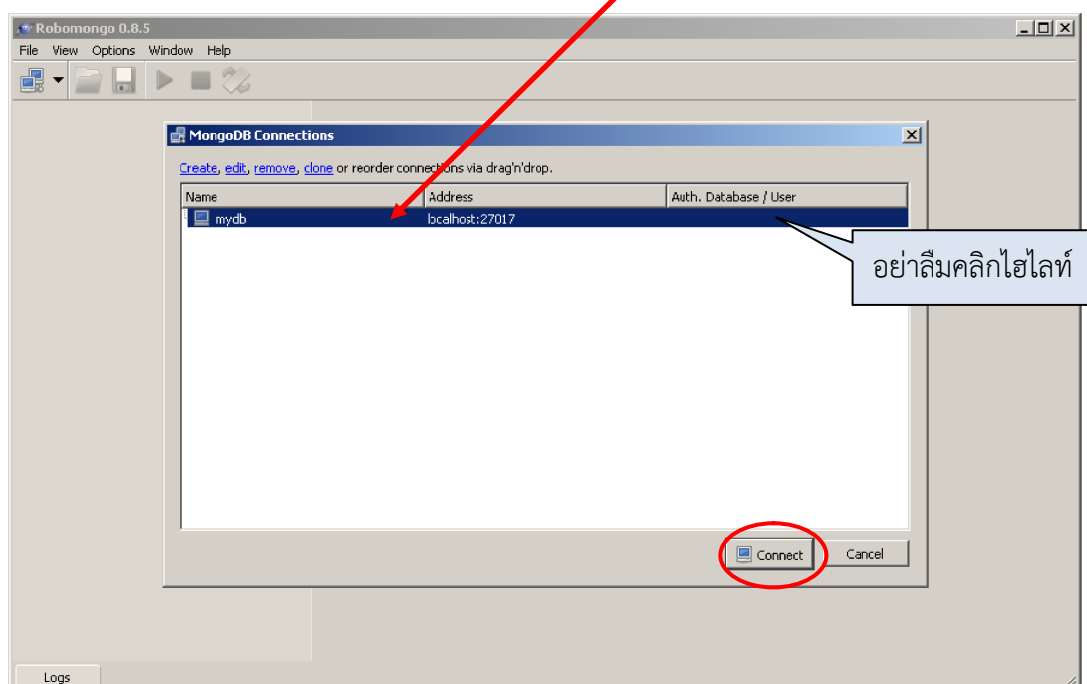 Robomongo 0.8.5
File View Options Window Help
MongoDB Connections
Create, edit, remove, clone or reorder connections via drag'n'drop.
Name Address Auth. Database / User
mydb localhost:27017
อย่าลืมคลิกไฮไลท์
Connect Cancel
Logs